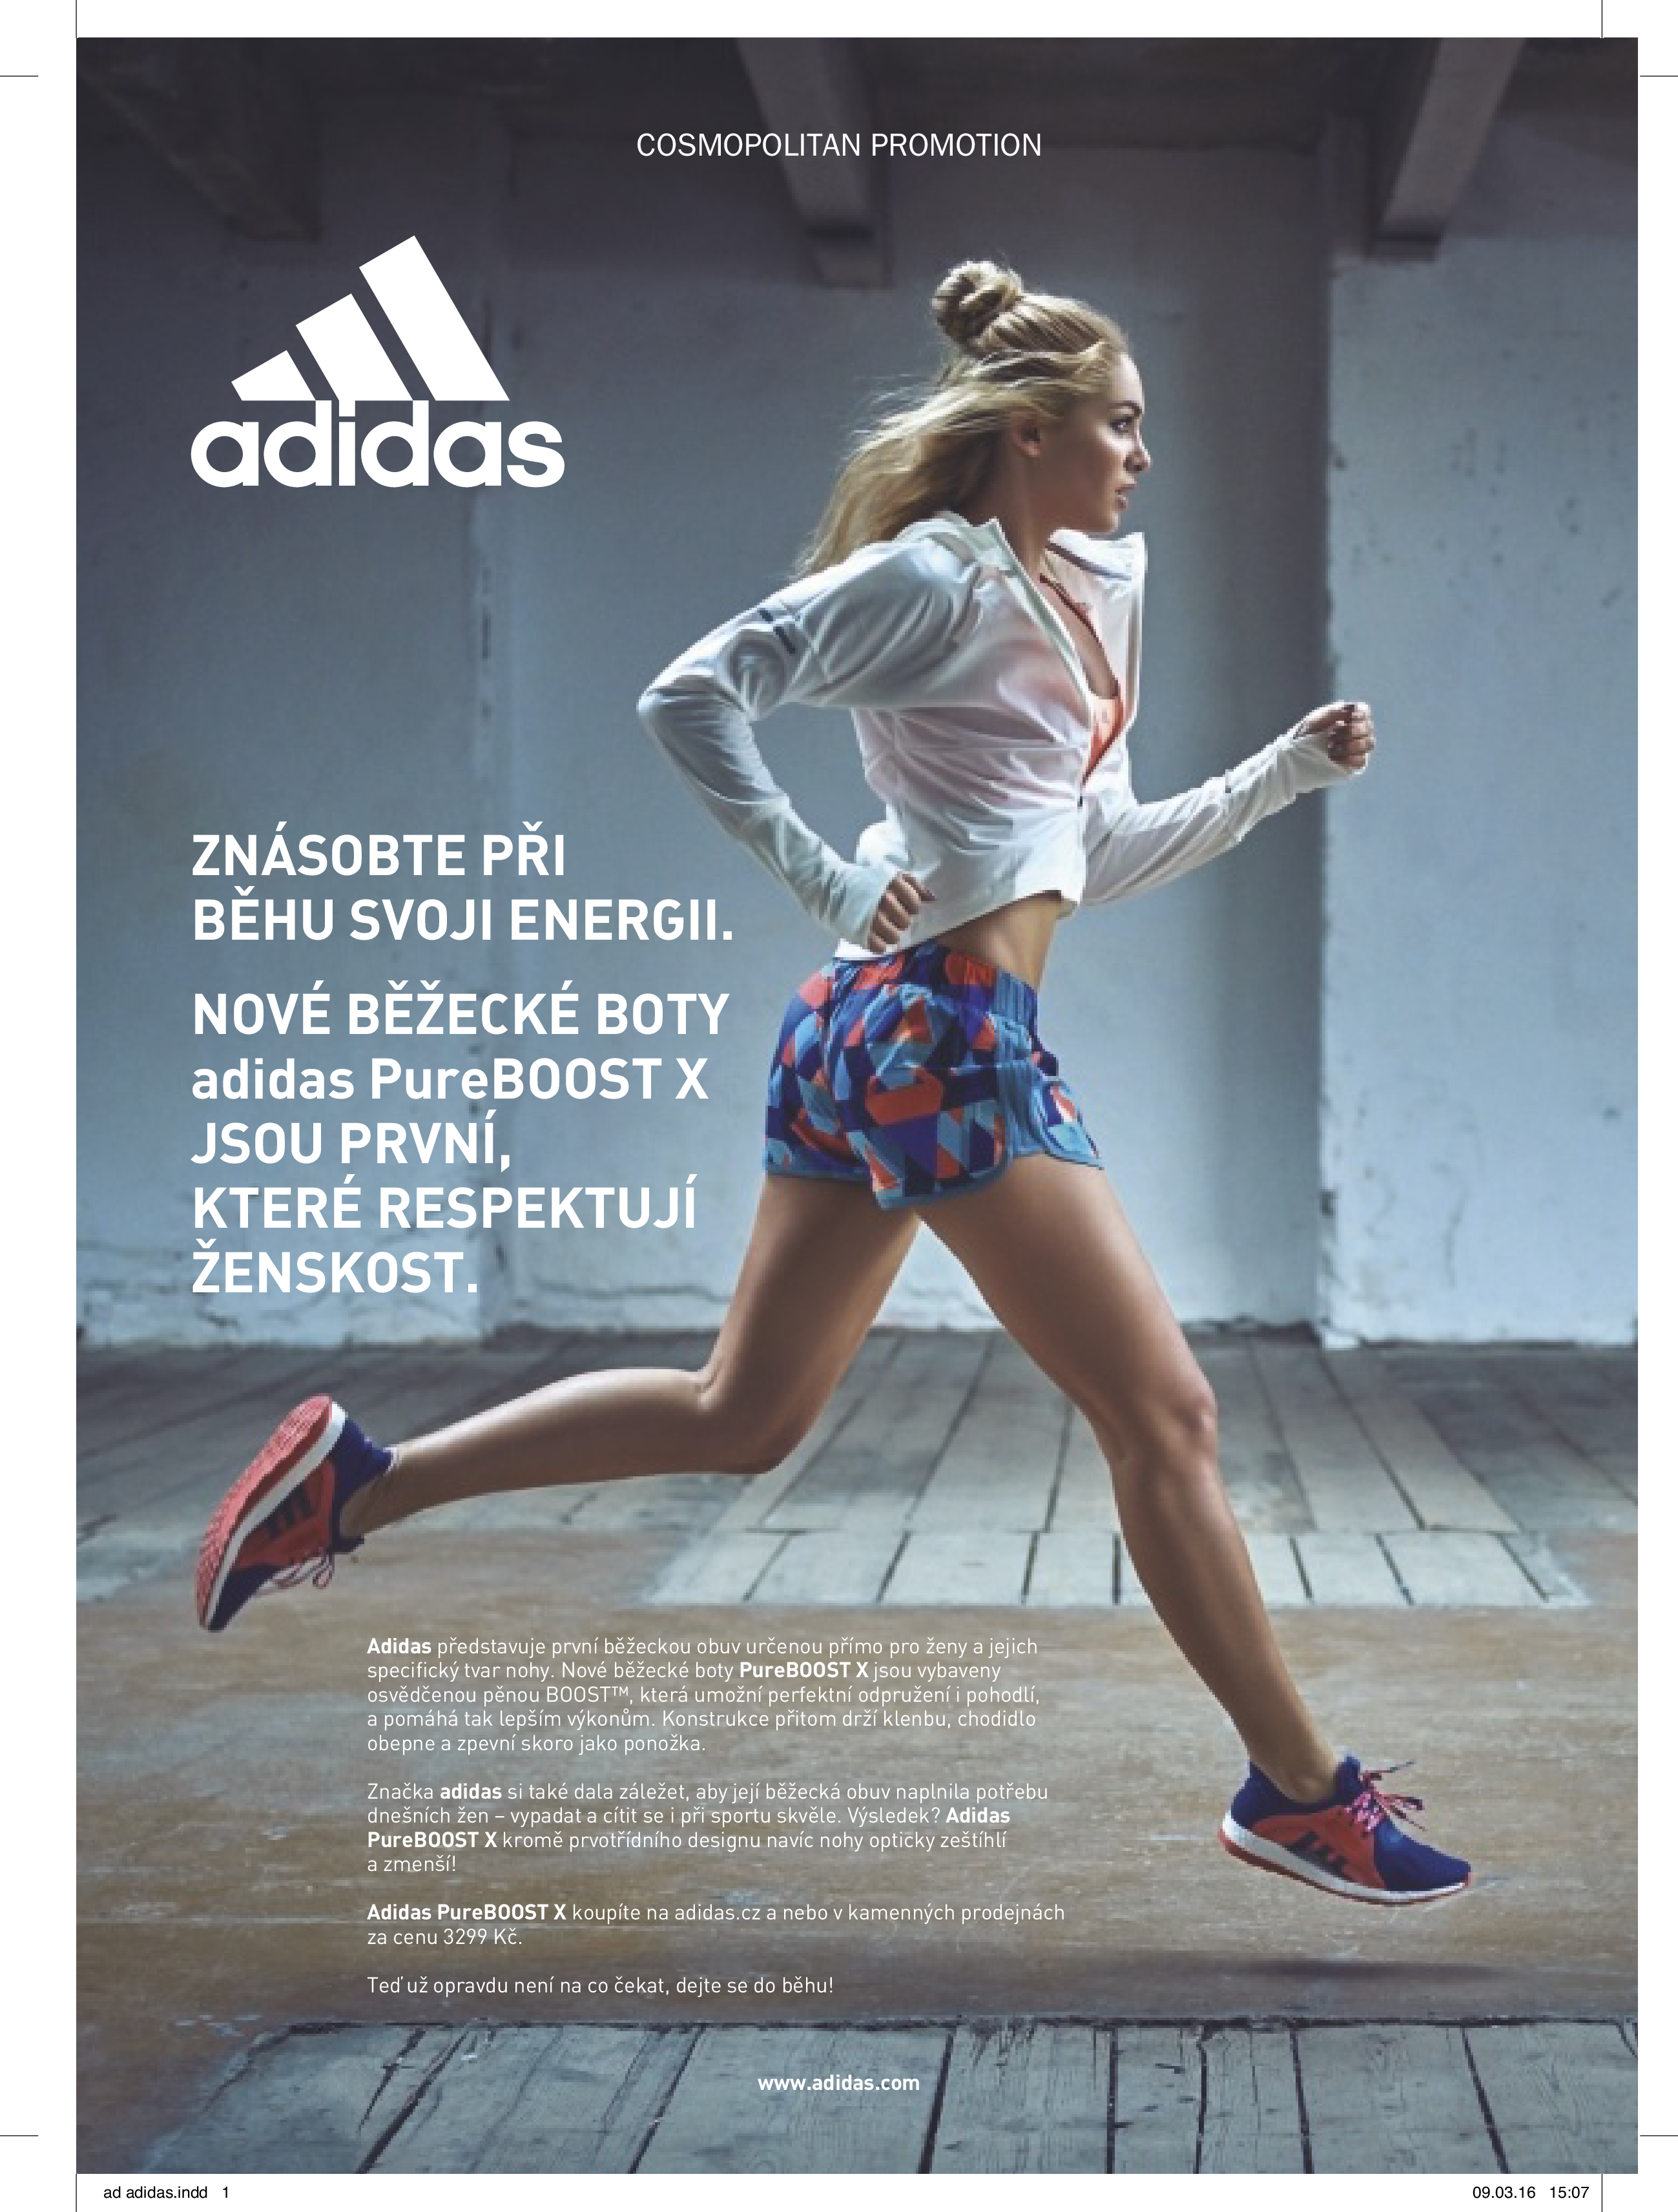 COSMOPOLITAN PROMOTION
adidas
ZNÁSOBTE PŘI
BĚHU SVOJI ENERGII.
NOVÉ BĚŽECKÉ BOTY
adidas PureBOOST X
JSOU PRVNÍ,
KTERÉ RESPEKTUJÍ
ŽENSKOST.
Adidas představuje první běžeckou obuv určenou přímo pro ženy a jejich
specifický tvar nohy. Nové běžecké boty PureBOOST X jsou vybaveny
osvědčenou pěnou BOOST™, která umožní perfektní odpružení i pohodlí,
a pomáhá tak lepším výkonům. Konstrukce přitom drží klenbu, chodidlo
obepne a zpevní skoro jako ponožka.
Značka adidas si také dala záležet, aby její běžecká obuv naplnila potřebu
dnešních žen – vypadat a cítit se i při sportu skvěle. Výsledek? Adidas
PureBOOST X kromě prvotřídního designu navíc nohy opticky zeštíhlí
a zmenší!
Adidas PureBOOST X koupíte na adidas.cz a nebo v kamenných prodejnách
za cenu 3299 Kč.
Teď už opravdu není na co čekat, dejte se do běhu!
www.adidas.com
ad adidas.indd 1
09.03.16 15:07